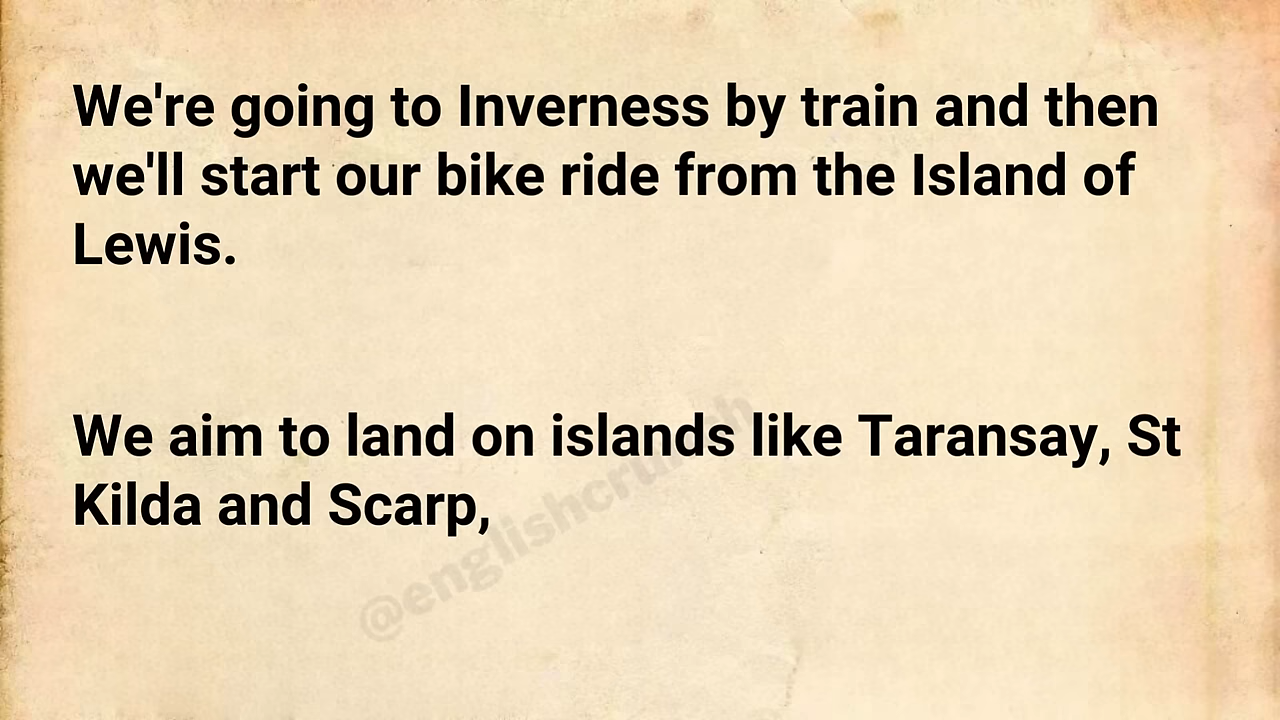 We're going to Inverness by train and then
we'll start our bike ride from the Island of
Lewis.
We aim to land on islands like Taransay, St
Kilda and Scarp,